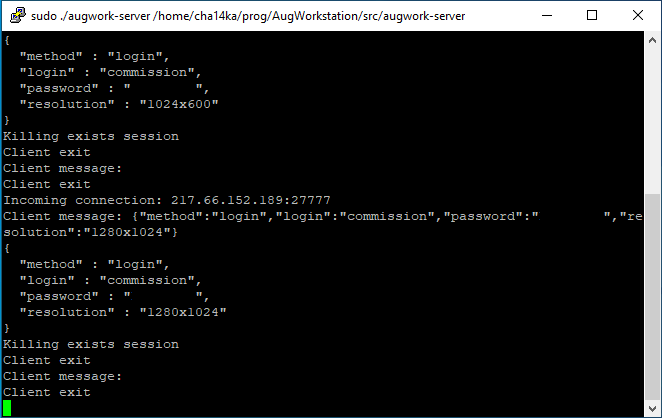 sudo ./augwork-server /home/cha14ka/prog/AugWorkstation/src/augwork-server
{
  "method" : "login",
  "login" : "commission",
  "password" : "        ",
  "resolution" : "1024x600"
}
Killing exists session
Client exit
Client message:
Client exit
Incoming connection: 217.66.152.189:27777
Client message: {"method":"login","login":"commission","password":"        ","re
solution":"1280x1024"}
{
  "method" : "login",
  "login" : "commission",
  "password" : "        ",
  "resolution" : "1280x1024"
}
Killing exists session
Client exit
Client message:
Client exit